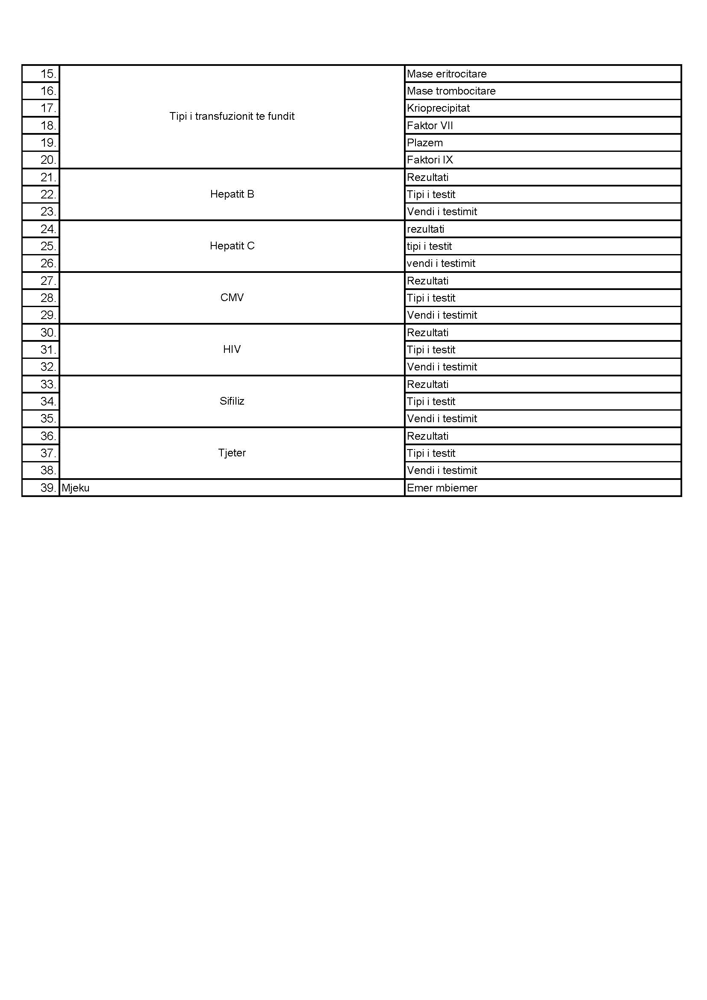 15. Mase eritrocitare
16. Mase trombocitare
17. Krioprecipitat
Tipi i transfuzionit te fundit
18. Faktor VII
19. Plazem
20. Faktori IX
21. Rezultati
22. Hepatit B Tipi i testit
23. Vendi i testimit
24. rezultati
25. Hepatit C tipi i testit
26. vendi i testimit
27. Rezultati
28. CMV Tipi i testit
29. Vendi i testimit
30. Rezultati
31. HIV Tipi i testit
32. Vendi i testimit
33. Rezultati
34. Sifiliz Tipi i testit
35. Vendi i testimit
36. Rezultati
37. Tjeter Tipi i testit
38. Vendi i testimit
39. Mjeku Emer mbiemer